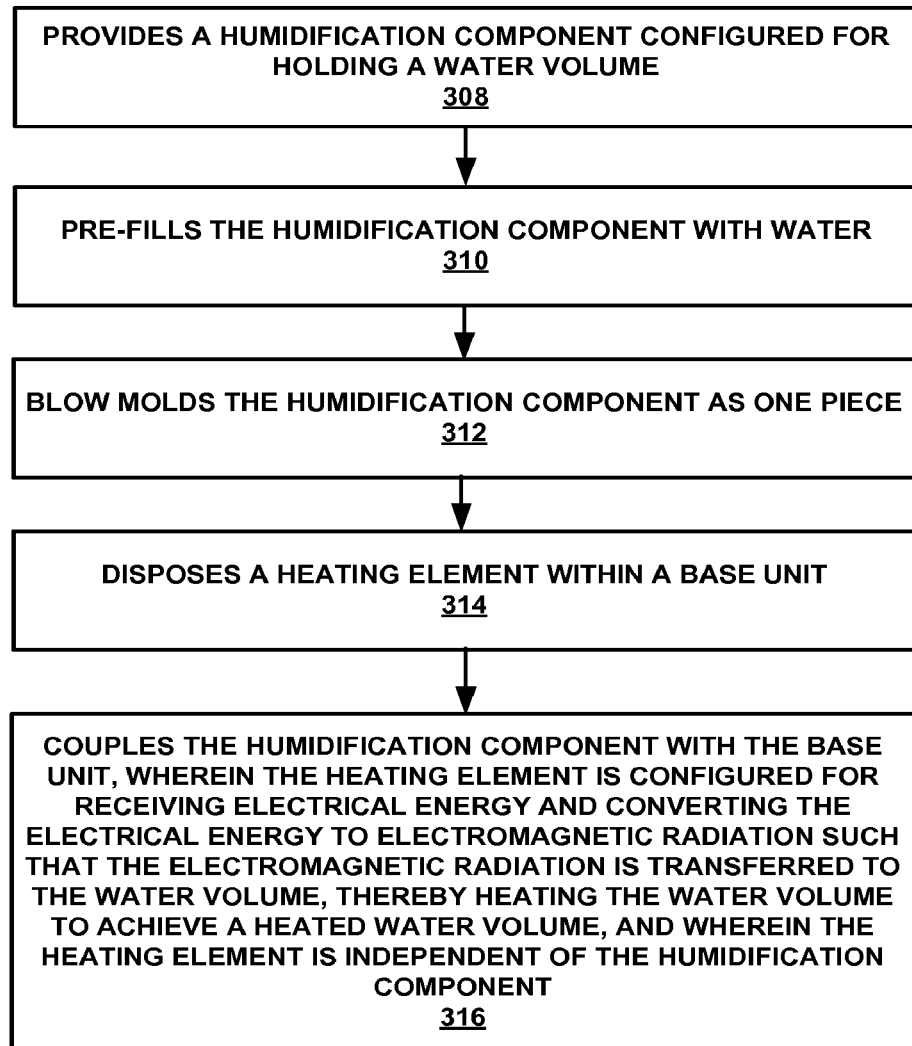 PROVIDES A HUMIDIFICATION COMPONENT CONFIGURED FOR
HOLDING A WATER VOLUME
308
PRE-FILLS THE HUMIDIFICATION COMPONENT WITH WATER
310
BLOW MOLDS THE HUMIDIFICATION COMPONENT AS ONE PIECE
312
DISPOSES A HEATING ELEMENT WITHIN A BASE UNIT
314
COUPLES THE HUMIDIFICATION COMPONENT WITH THE BASE
UNIT, WHEREIN THE HEATING ELEMENT IS CONFIGURED FOR
RECEIVING ELECTRICAL ENERGY AND CONVERTING THE
ELECTRICAL ENERGY TO ELECTROMAGNETIC RADIATION SUCH
THAT THE ELECTROMAGNETIC RADIATION IS TRANSFERRED TO
THE WATER VOLUME, THEREBY HEATING THE WATER VOLUME
TO ACHIEVE A HEATED WATER VOLUME, AND WHEREIN THE
HEATING ELEMENT IS INDEPENDENT OF THE HUMIDIFICATION
COMPONENT
316